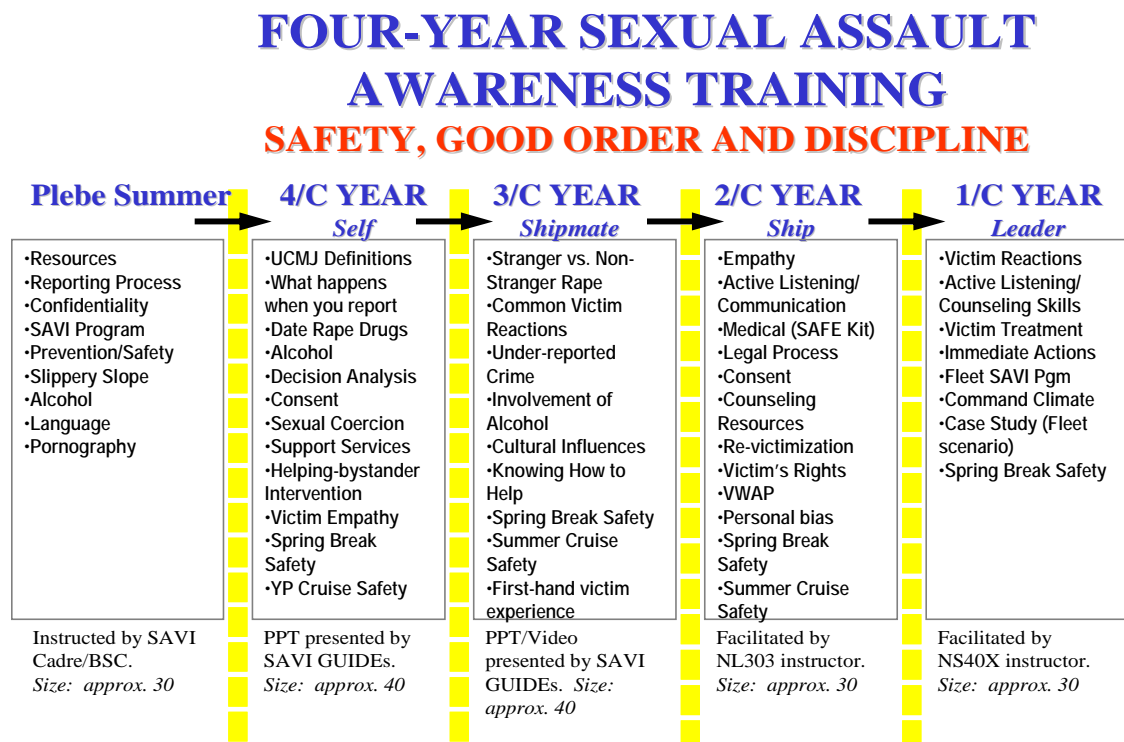 FOUR-YEAR SEXUAL ASSAULT
AWARENESS TRAINING
SAFETY, GOOD ORDER AND DISCIPLINE
Plebe Summer
•Resources
•Reporting Process
•Confidentiality
•SAVI Program
•Prevention/Safety
•Slippery Slope
•Alcohol
•Language
•Pornography
Instructed by SAVI
Cadre/BSC.
Size: approx. 30
4/C YEAR
Self
•UCMJ Definitions
•What happens
when you report
•Date Rape Drugs
•Alcohol
•Decision Analysis
•Consent
•Sexual Coercion
•Support Services
•Helping-bystander
Intervention
•Victim Empathy
•Spring Break
Safety
•YP Cruise Safety
PPT presented by
SAVI GUIDEs.
Size: approx. 40
3/C YEAR
Shipmate
•Stranger vs. Non-
Stranger Rape
•Common Victim
Reactions
•Under-reported
Crime
•Involvement of
Alcohol
•Cultural Influences
•Knowing How to
Help
•Spring Break Safety
•Summer Cruise
Safety
•First-hand victim
experience
PPT/Video
presented by SAVI
GUIDEs. Size:
approx. 40
2/C YEAR
Ship
•Empathy
•Active Listening/
Communication
•Medical (SAFE Kit)
•Legal Process
•Consent
•Counseling
Resources
•Re-victimization
•Victim's Rights
•VWAP
•Personal bias
•Spring Break
Safety
•Summer Cruise
Safety
Facilitated by
NL303 instructor.
Size: approx. 30
1/C YEAR
Leader
•Victim Reactions
•Active Listening/
Counseling Skills
•Victim Treatment
•Immediate Actions
•Fleet SAVI Pgm
•Command Climate
•Case Study (Fleet
scenario)
•Spring Break Safety
Facilitated by
NS40X instructor.
Size: approx. 30